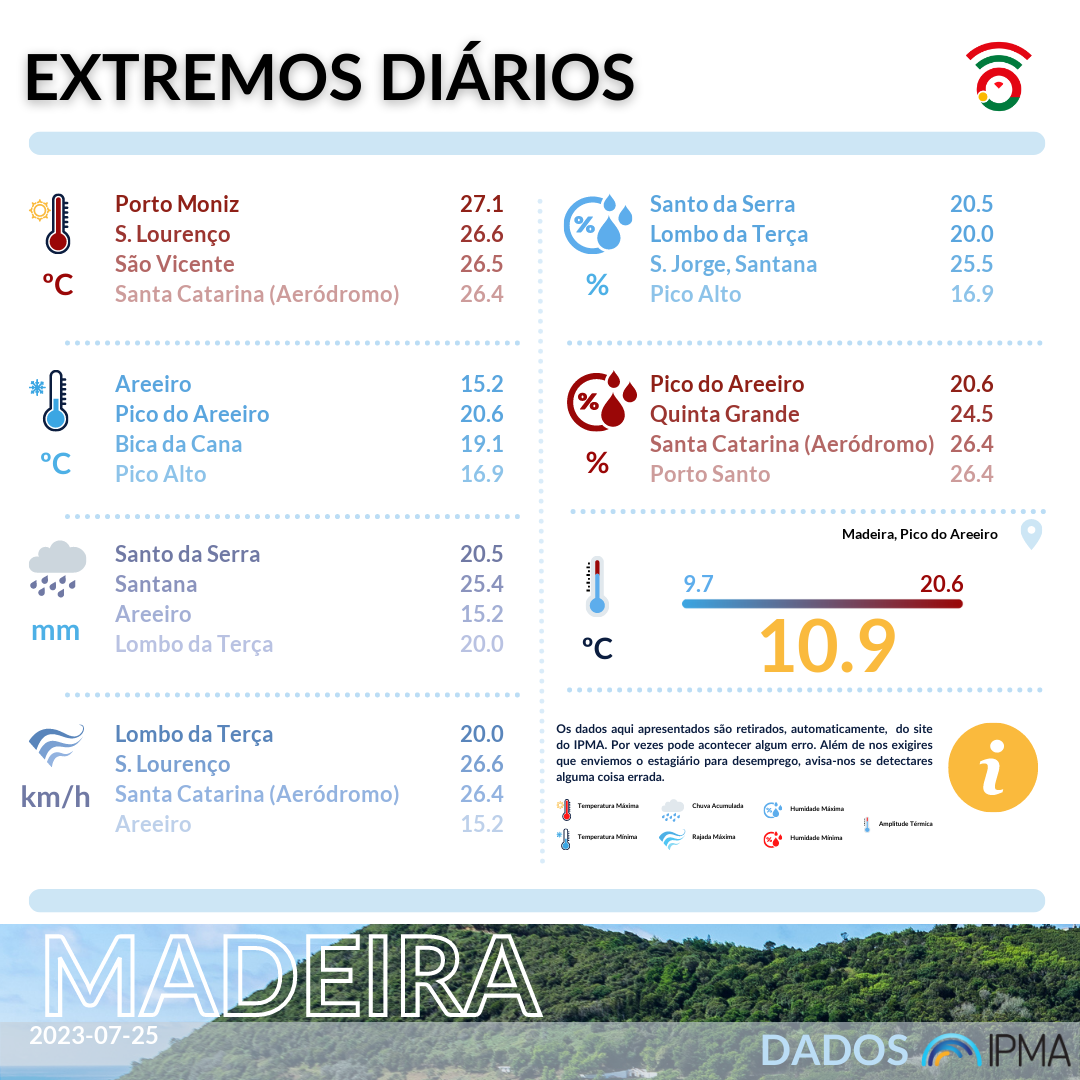 EXTREMOS DIÁRIOS
Porto Moniz 27.1
S. Lourenço 26.6
São Vicente 26.5
Santa Catarina (Aeródromo) 26.4
ºC
Areeiro 15.2
Pico do Areeiro 20.6
Bica da Cana 19.1
Pico Alto 16.9
ºC
Santo da Serra 20.5
Santana 25.4
Areeiro 15.2
Lombo da Terça 20.0
mm
Lombo da Terça 20.0
S. Lourenço 26.6
Santa Catarina (Aeródromo) 26.4
Areeiro 15.2
km/h
%
Santo da Serra 20.5
Lombo da Terça 20.0
S. Jorge, Santana 25.5
Pico Alto 16.9
%
%
Pico do Areeiro 20.6
Quinta Grande 24.5
Santa Catarina (Aeródromo) 26.4
Porto Santo 26.4
%
Madeira, Pico do Areeiro
9.7 20.6
10.9
ºC
Os dados aqui apresentados são retirados, automaticamente, do site
do IPMA. Por vezes pode acontecer algum erro. Além de nos exigires
que enviemos o estagiário para desemprego, avisa-nos se detectares
alguma coisa errada.
i
Temperatura Máxima
Chuva Acumulada
Humidade Máxima
Amplitude Térmica
Temperatura Mínima
Rajada Máxima
Humidade Mínima
MADEIRA
2023-07-25
DADOS IPMA